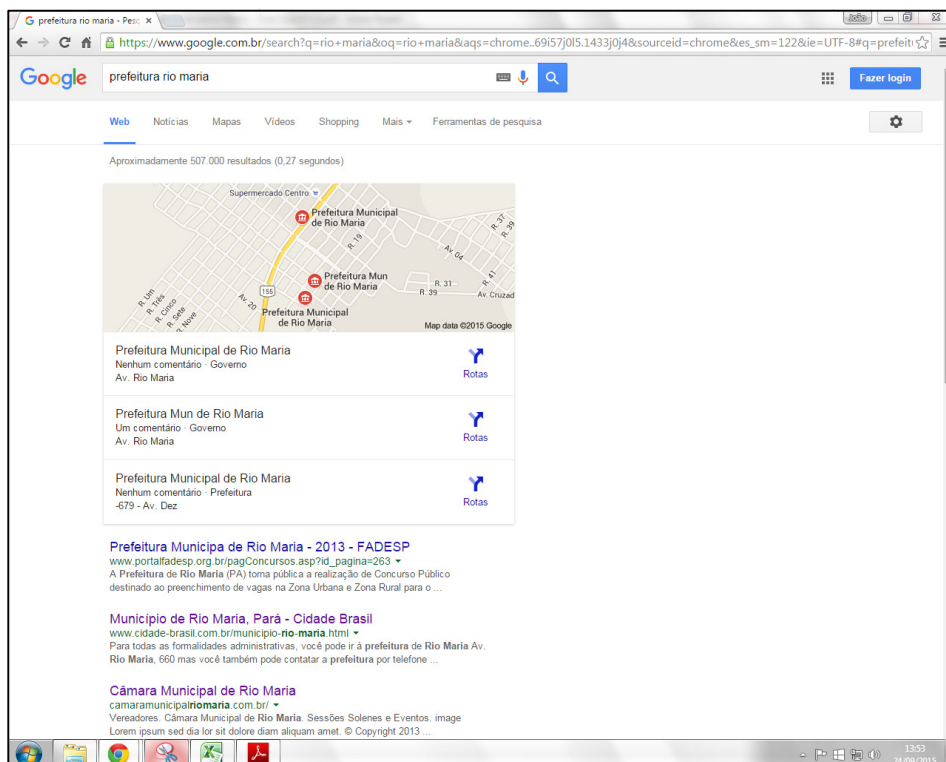 prefeitura rio maria - Pesc
João
https://www.google.com.br/search?q=rio+maria&oq=rio+maria&aqs=chrome..69i57j0l5.1433j0j4&sourceid=chrome&es_sm=122&ie=UTF-8#q=prefeitu
Google
prefeitura rio maria
Fazer login
Web Notícias Mapas Vídeos Shopping Mais Ferramentas de pesquisa
Aproximadamente 507.000 resultados (0,27 segundos)
Supermercado Centro
Prefeitura Municipal
de Rio Maria
R. 37
R. 39
R. 19
Av. 04
Prefeitura Mun
de Rio Maria
R. 31
R. 41
155
R. 39
Av. Cruzad
R. Um
R. Três
R. Cinco
R. Sete
R. Nove
Av. 20
Prefeitura Municipal
de Rio Maria
Map data ©2015 Google
Prefeitura Municipal de Rio Maria
Nenhum comentário · Governo
Av. Rio Maria
Rotas
Prefeitura Mun de Rio Maria
Um comentário · Governo
Av. Rio Maria
Rotas
Prefeitura Municipal de Rio Maria
Nenhum comentário · Prefeitura
-679 - Av. Dez
Rotas
Prefeitura Municipa de Rio Maria - 2013 - FADESP
www.portalfadesp.org.br/pagConcursos.asp?id_pagina=263
A Prefeitura de Rio Maria (PA) torna pública a realização de Concurso Público
destinado ao preenchimento de vagas na Zona Urbana e Zona Rural para o ...
Município de Rio Maria, Pará - Cidade Brasil
www.cidade-brasil.com.br/municipio-rio-maria.html
Para todas as formalidades administrativas, você pode ir à prefeitura de Rio Maria Av.
Rio Maria, 660 mas você também pode contatar a prefeitura por telefone ...
Câmara Municipal de Rio Maria
camaramunicipalriomaria.com.br/
Vereadores. Câmara Municipal de Rio Maria. Sessões Solenes e Eventos. image
Lorem ipsum sed dia lor sit dolore diam aliquam amet. © Copyright 2013 ...
13:53
24/09/2015